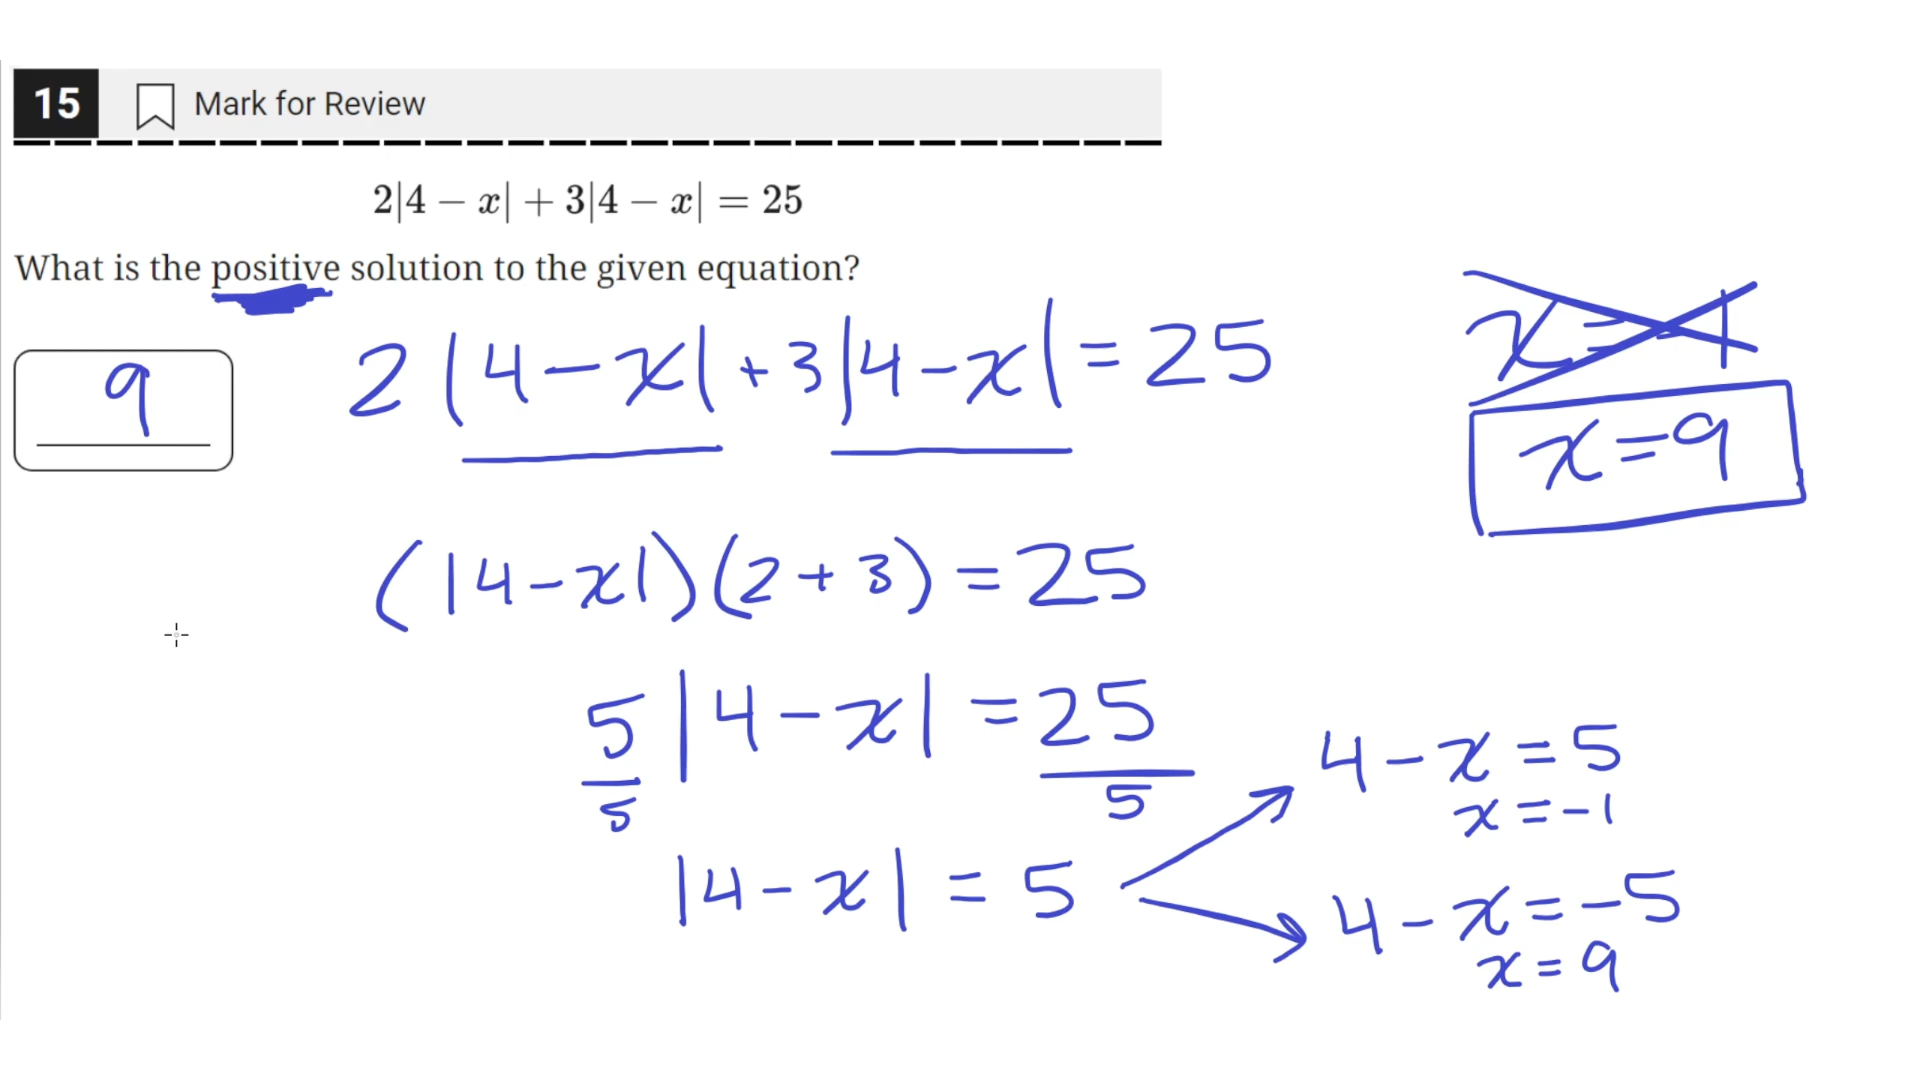 15 Mark for Review
2|4 − x| + 3|4 − x| = 25
What is the positive solution to the given equation?
9
2|4-x|+3|4-x|=25
x=-1
x=9
(|4-x|)(2+3)=25
5|4-x|=25
5 5
|4-x|=5
4-x=5
x=-1
4-x=-5
x=9